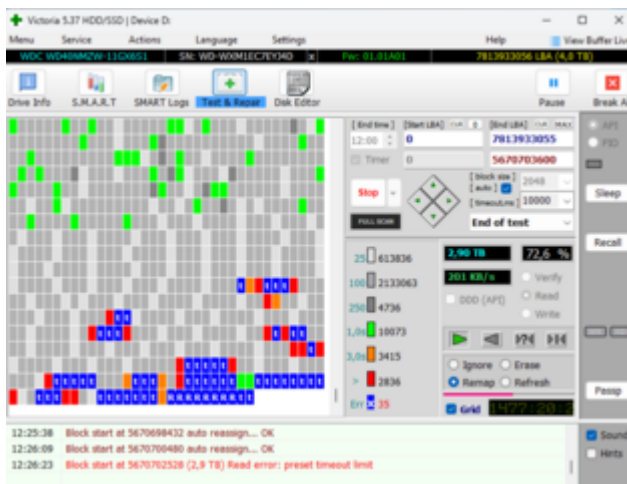 Victoria 5.37 HDD/SSD | Device D:
Menu Service Actions Language Settings Help View Buffer Live
WDC WD40NMZW-11GX6S1 SN: WD-WXM1EC7EYJ40 x Fw: 01.01A01 7813933056 LBA (4,0 TB)
Drive Info S.M.A.R.T SMART Logs Test & Repair Disk Editor Pause Break A
[ End time ] [Start LBA] CUR 0 [End LBA] CUR MAX
12:00 0 7813933055
Timer 0 5670703600
[ block size ] 2048
[ auto ]
[ timeout,ms ] 10000
Stop
FULL SCAN End of test
25 613836
100 2133063
250 4736
1,0s 10073
3,0s 3415
> 2836
Err x 35
2,90 TB 72,6 %
201 KB/s Verify
DDD (API) Read
Write
Ignore Erase
Remap Refresh
Grid
API
PIO
Sleep
Recall
Passp
Sound
Hints
12:25:38 Block start at 5670698432 auto reassign... OK
12:26:09 Block start at 5670700480 auto reassign... OK
12:26:23 Block start at 5670702528 (2,9 TB) Read error: preset timeout limit